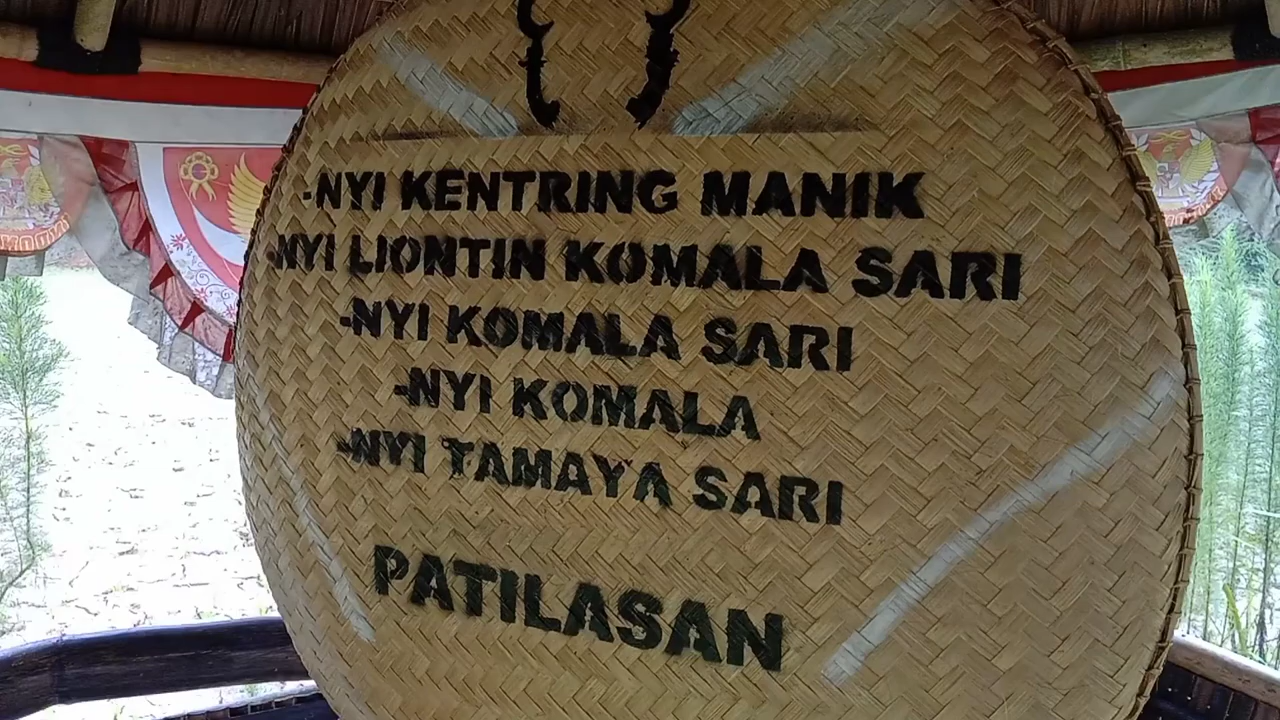 -NYI KENTRING MANIK
-NYI LIONTIN KOMALA SARI
-NYI KOMALA SARI
-NYI KOMALA
-NYI TAMAYA SARI
PATILASAN